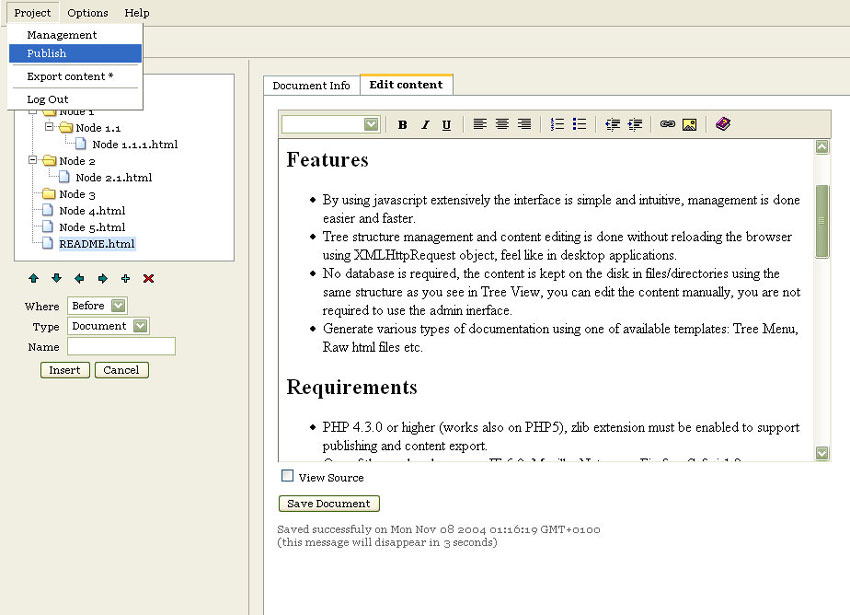 Project Options Help
Management
Publish
Export content *
Log Out
Node 1
Node 1.1
Node 1.1.1.html
Node 2
Node 2.1.html
Node 3
Node 4.html
Node 5.html
README.html
Where Before
Type Document
Name
Insert Cancel
Document Info Edit content
B I U
Features
By using javascript extensively the interface is simple and intuitive, management is done
easier and faster.
Tree structure management and content editing is done without reloading the browser
using XMLHttpRequest object, feel like in desktop applications.
No database is required, the content is kept on the disk in files/directories using the
same structure as you see in Tree View, you can edit the content manually, you are not
required to use the admin inerface.
Generate various types of documentation using one of available templates: Tree Menu,
Raw html files etc.
Requirements
PHP 4.3.0 or higher (works also on PHP5), zlib extension must be enabled to support
publishing and content export.
View Source
Save Document
Saved successfuly on Mon Nov 08 2004 01:16:19 GMT+0100
(this message will disappear in 3 seconds)